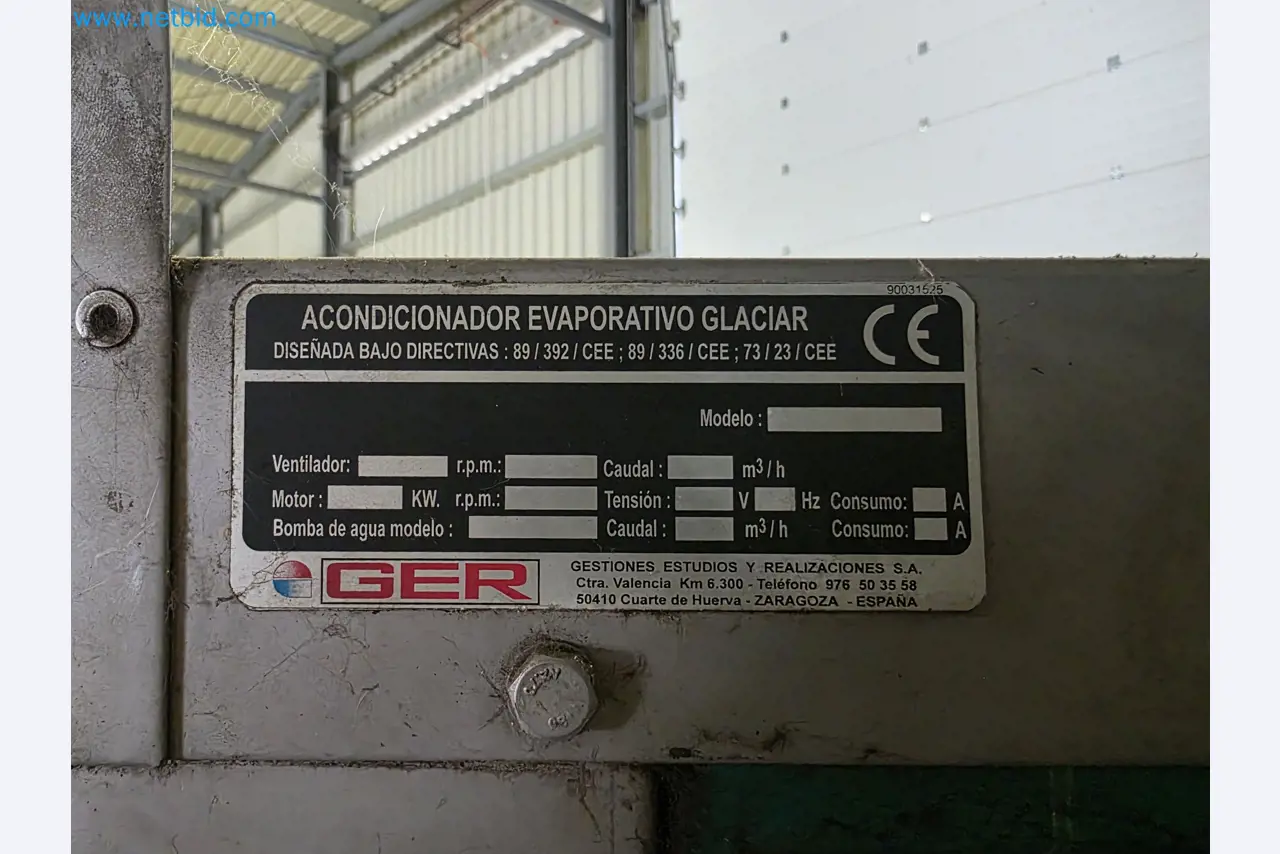 www.netbid.com
90031525
ACONDICIONADOR EVAPORATIVO GLACIAR
DISEÑADA BAJO DIRECTIVAS : 89 / 392 / CEE ; 89 / 336 / CEE ; 73 / 23 / CEE
CE
Modelo :
Ventilador: r.p.m.: Caudal : m3 / h
Motor : KW. r.p.m.: Tensión : V Hz Consumo: A
Bomba de agua modelo : Caudal : m3 / h Consumo: A
GER
GESTIONES ESTUDIOS Y REALIZACIONES S.A.
Ctra. Valencia Km 6.300 - Teléfono 976 50 35 58
50410 Cuarte de Huerva - ZARAGOZA - ESPAÑA